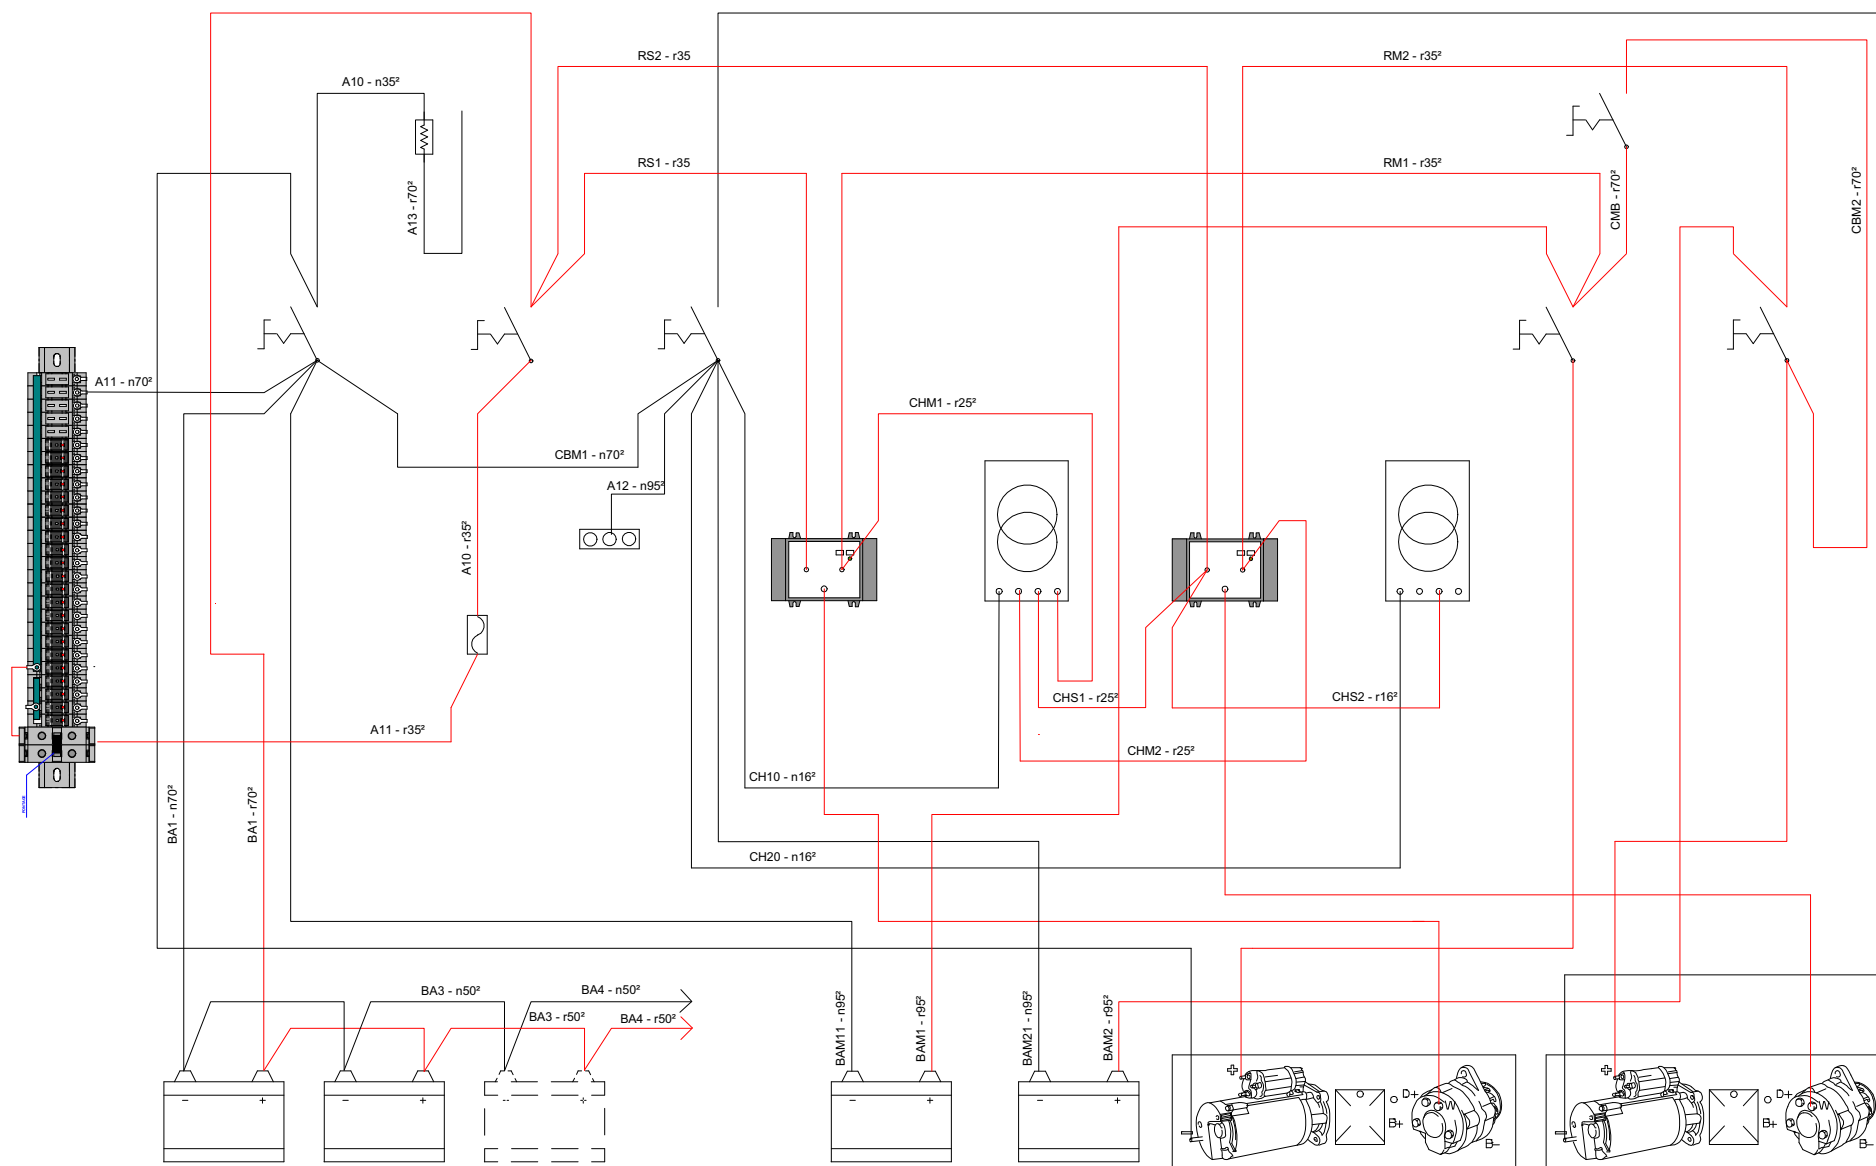 RS2 - r35
RM2 - r35²
A10 - n35²
RS1 - r35
RM1 - r35²
A13 - r70²
CMB - r70²
CBM2 - r70²
A11 - n70²
CHM1 - r25²
CBM1 - n70²
A12 - n95²
A10 - r35²
CHS1 - r25²
CHS2 - r16²
A11 - r35²
CHM2 - r25²
CH10 - n16²
BA1 - n70²
BA1 - r70²
CH20 - n16²
BA3 - n50²
BA4 - n50²
BA3 - r50²
BA4 - r50²
BAM11 - n95²
BAM1 - r95²
BAM21 - n95²
BAM2 - r95²
+ +
D+ D+
W W
B+ B+
B- B-
- + - + - + - + - +